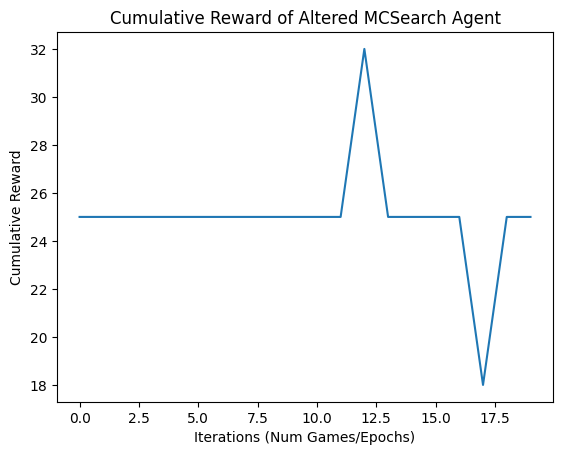 Cumulative Reward of Altered MCSearch Agent
32
30
28
26
24
22
20
18
Cumulative Reward
0.0 2.5 5.0 7.5 10.0 12.5 15.0 17.5
Iterations (Num Games/Epochs)